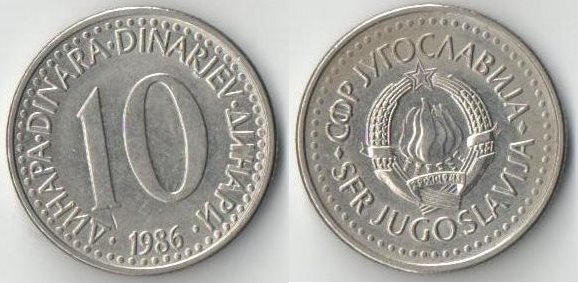 ДИНАРА · DINARA · DINARJEV · ДИНАРИ ·
10
1986
СФР ЈУГОСЛАВИЈА
SFR JUGOSLAVIJA